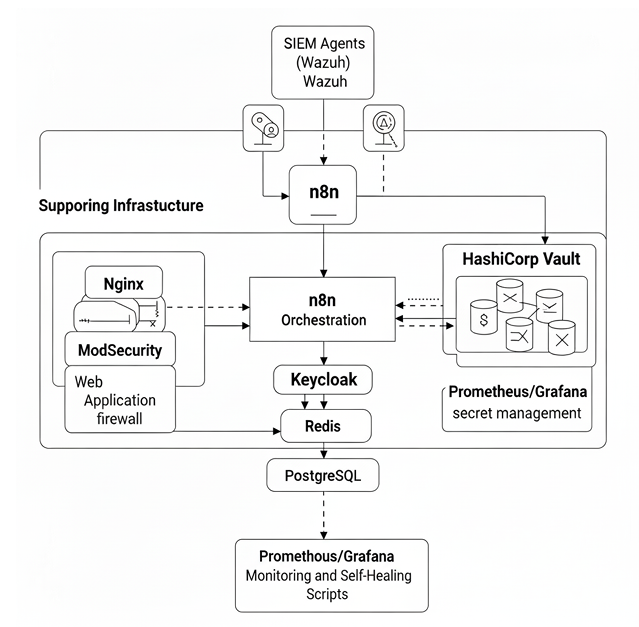 SIEM Agents
(Wazuh)
Wazuh
n8n
Supporing Infrastucture
Nginx
ModSecurity
Web
Application
firewall
n8n
Orchestration
HashiCorp Vault
$
Prometheus/Grafana
secret management
Keycloak
Redis
PostgreSQL
Promethous/Grafana
Monitoring and Self-Healing
Scripts